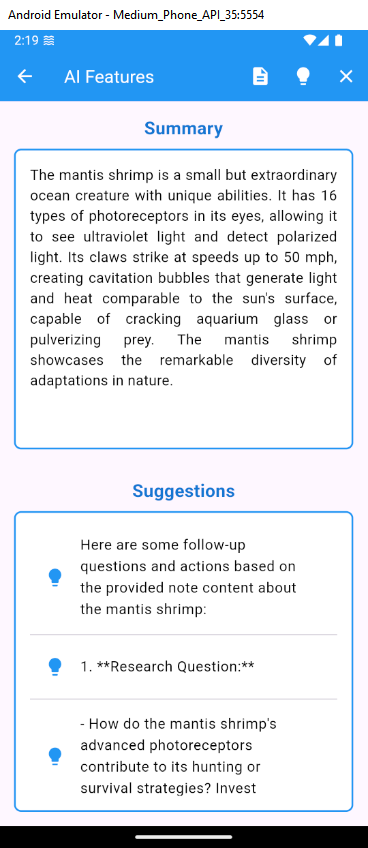 Android Emulator - Medium_Phone_API_35:5554
2:19
AI Features
Summary
The mantis shrimp is a small but extraordinary
ocean creature with unique abilities. It has 16
types of photoreceptors in its eyes, allowing it
to see ultraviolet light and detect polarized
light. Its claws strike at speeds up to 50 mph,
creating cavitation bubbles that generate light
and heat comparable to the sun's surface,
capable of cracking aquarium glass or
pulverizing prey. The mantis shrimp
showcases the remarkable diversity of
adaptations in nature.
Suggestions
Here are some follow-up
questions and actions based on
the provided note content about
the mantis shrimp:
1. **Research Question:**
- How do the mantis shrimp's
advanced photoreceptors
contribute to its hunting or
survival strategies? Invest